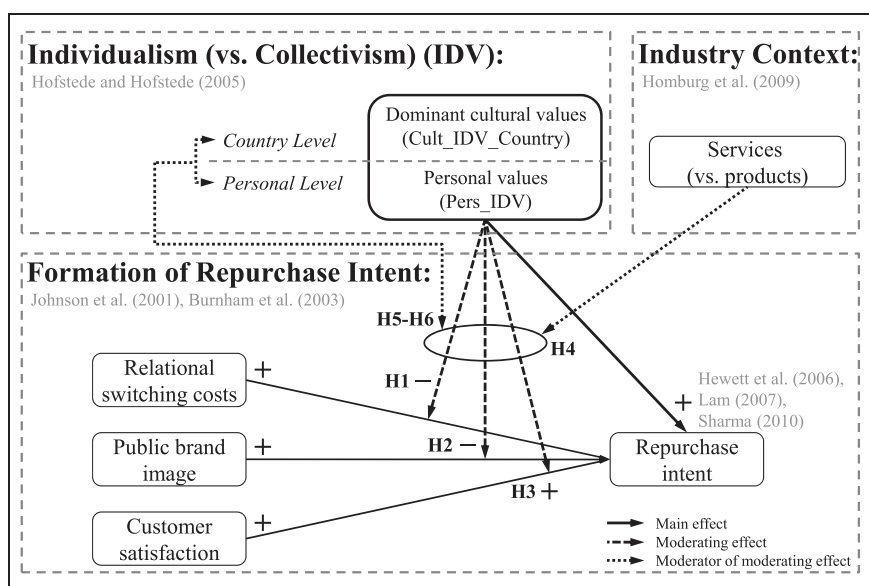 Individualism (vs. Collectivism) (IDV):
Hofstede and Hofstede (2005)
Industry Context:
Homburg et al. (2009)
Dominant cultural values
(Cult_IDV_Country)
Country Level
Personal Level
Personal values
(Pers_IDV)
Services
(vs. products)
Formation of Repurchase Intent:
Johnson et al. (2001), Burnham et al. (2003)
H5-H6
H4
Relational
switching costs
+
H1 –
Hewett et al. (2006),
Lam (2007),
Sharma (2010)
+
Public brand
image
+
H2 –
Repurchase
intent
H3 +
Customer
satisfaction
+
Main effect
Moderating effect
Moderator of moderating effect